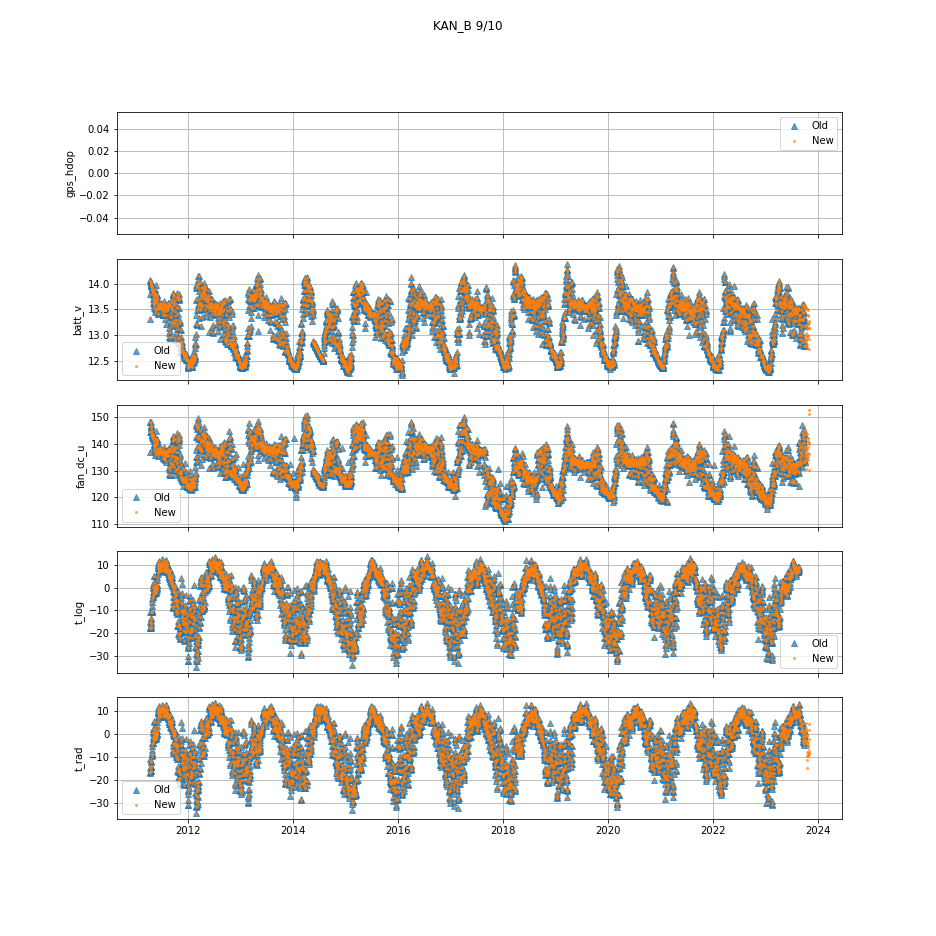 KAN_B 9/10
0.04
0.02
0.00
−0.02
−0.04
gps_hdop
Old
New
14.0
13.5
13.0
12.5
batt_v
Old
New
150
140
130
120
110
fan_dc_u
Old
New
10
0
−10
−20
−30
t_log
Old
New
10
0
−10
−20
−30
t_rad
Old
New
2012
2014
2016
2018
2020
2022
2024